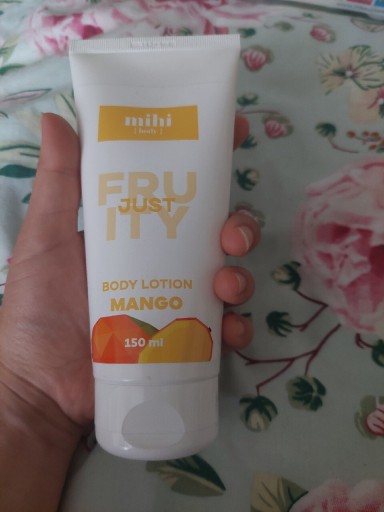 mihi
[ body ]
FRU
JUST
ITY
BODY LOTION
MANGO
150 ml